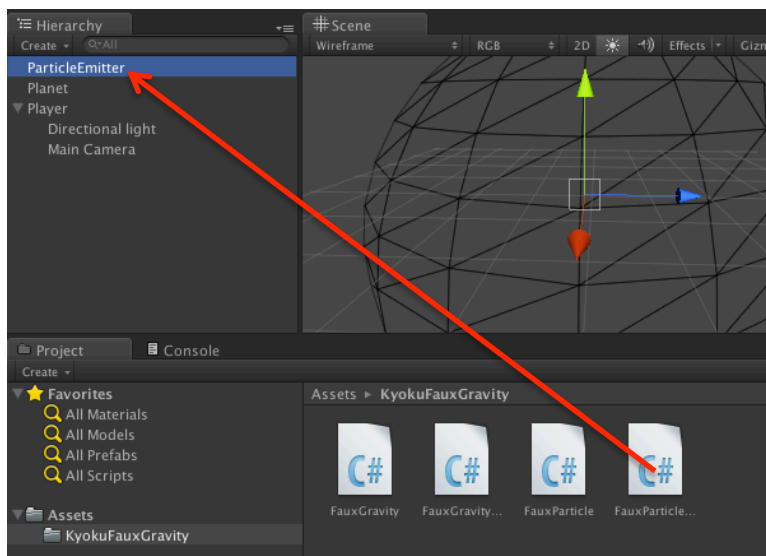 Hierarchy
Create
All
ParticleEmitter
Planet
Player
Directional light
Main Camera
Scene
Wireframe
RGB
2D
Effects
Gizn
Project
Console
Create
Favorites
All Materials
All Models
All Prefabs
All Scripts
Assets
KyokuFauxGravity
Assets ▸ KyokuFauxGravity
C#
C#
C#
C#
FauxGravity
FauxGravity...
FauxParticle
FauxParticle...